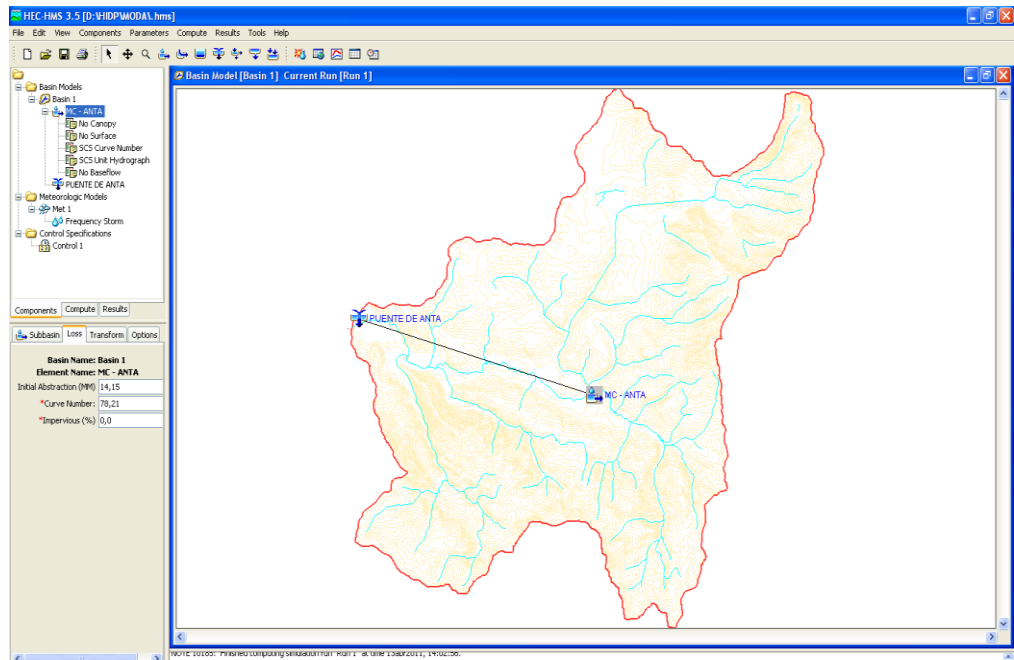 HEC-HMS 3.5 [D:\HIDP\MODA\.hms]
File Edit View Components Parameters Compute Results Tools Help
Basin Models
Basin 1
MC - ANTA
No Canopy
No Surface
SCS Curve Number
SCS Unit Hydrograph
No Baseflow
PUENTE DE ANTA
Meteorologic Models
Met 1
Frequency Storm
Control Specifications
Control 1
Components Compute Results
Subbasin Loss Transform Options
Basin Name: Basin 1
Element Name: MC - ANTA
Initial Abstraction (MM) 14,15
*Curve Number: 78,21
*Impervious (%) 0,0
Basin Model [Basin 1] Current Run [Run 1]
PUENTE DE ANTA
MC - ANTA
NOTE 10185: Finished computing simulation run "Run 1" at time 13abr2011, 14:02:56.